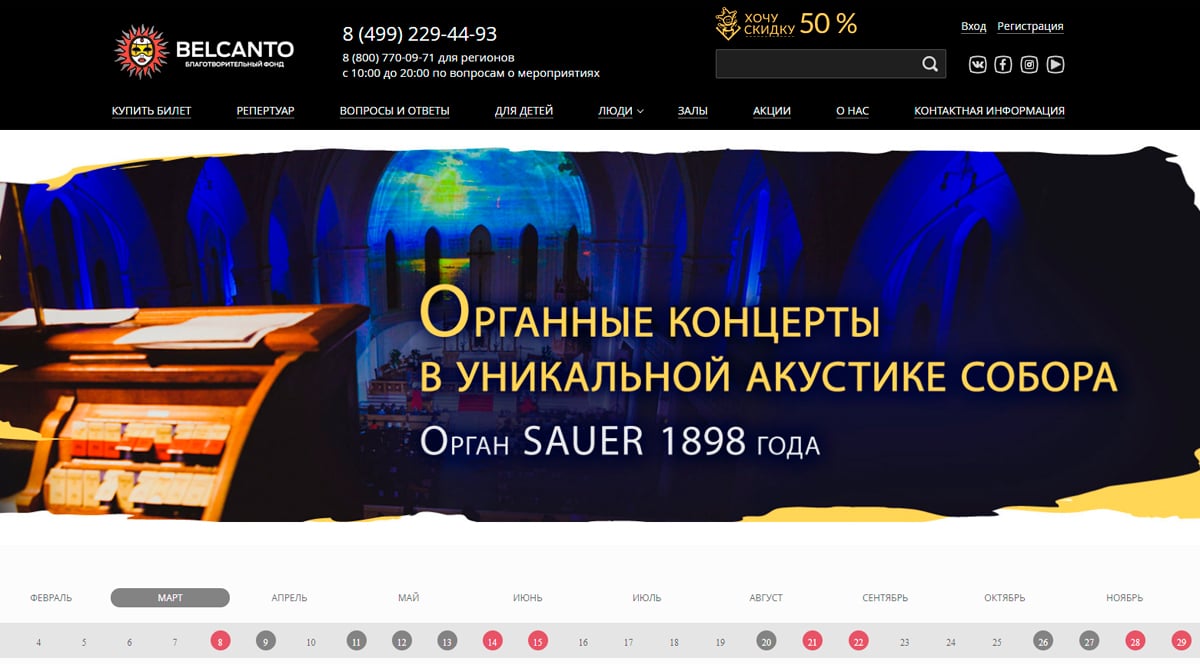 BELCANTO
БЛАГОТВОРИТЕЛЬНЫЙ ФОНД
8 (499) 229-44-93
8 (800) 770-09-71 для регионов
с 10:00 до 20:00 по вопросам о мероприятиях
ХОЧУ
СКИДКУ 50 %
Вход Регистрация
КУПИТЬ БИЛЕТ РЕПЕРТУАР ВОПРОСЫ И ОТВЕТЫ ДЛЯ ДЕТЕЙ ЛЮДИ ЗАЛЫ АКЦИИ О НАС КОНТАКТНАЯ ИНФОРМАЦИЯ
Органные концерты
в уникальной акустике собора
Орган SAUER 1898 года
ФЕВРАЛЬ МАРТ АПРЕЛЬ МАЙ ИЮНЬ ИЮЛЬ АВГУСТ СЕНТЯБРЬ ОКТЯБРЬ НОЯБРЬ
4 5 6 7 8 9 10 11 12 13 14 15 16 17 18 19 20 21 22 23 24 25 26 27 28 29